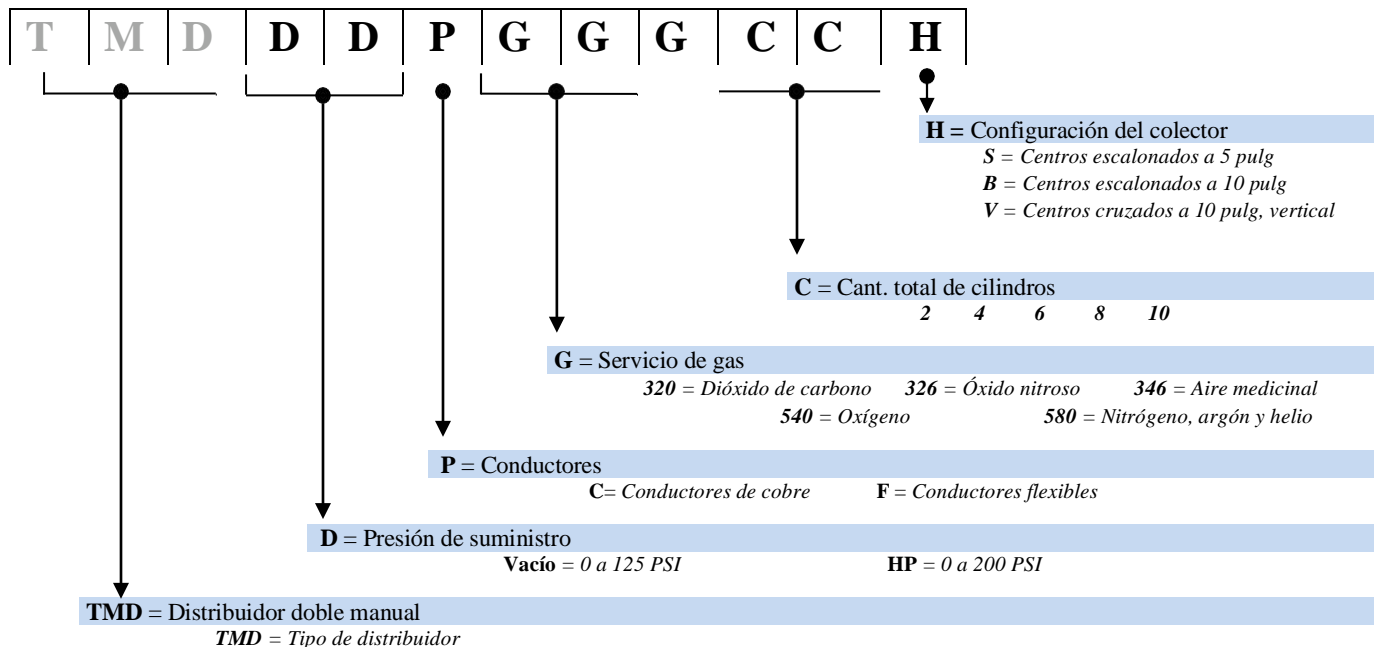 T M D D D P G G G C C H
H = Configuración del colector
S = Centros escalonados a 5 pulg
B = Centros escalonados a 10 pulg
V = Centros cruzados a 10 pulg, vertical
C = Cant. total de cilindros
2 4 6 8 10
G = Servicio de gas
320 = Dióxido de carbono 326 = Óxido nitroso 346 = Aire medicinal
540 = Oxígeno 580 = Nitrógeno, argón y helio
P = Conductores
C= Conductores de cobre F = Conductores flexibles
D = Presión de suministro
Vacío = 0 a 125 PSI HP = 0 a 200 PSI
TMD = Distribuidor doble manual
TMD = Tipo de distribuidor